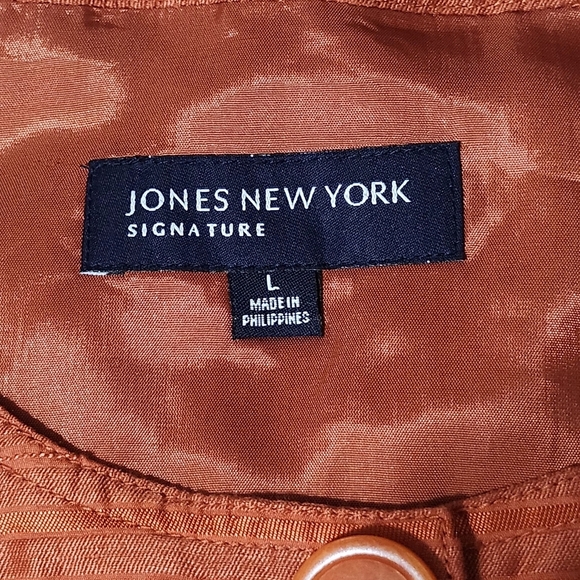 JONES NEW YORK
SIGNATURE
L
MADE IN
PHILIPPINES